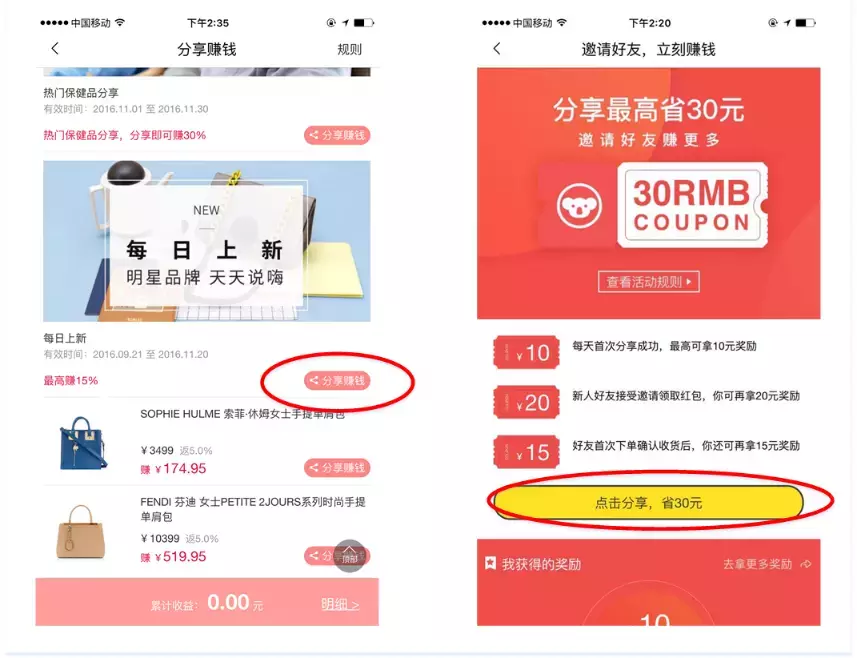 中国移动
下午2:35
分享赚钱
规则
热门保健品分享
有效时间：2016.11.01 至 2016.11.30
热门保健品分享，分享即可赚30%
分享赚钱
NEW
每日上新
明星品牌 天天说嗨
每日上新
有效时间：2016.09.21 至 2016.11.20
最高赚15%
分享赚钱
SOPHIE HULME 索菲·休姆女士手提单肩包
¥3499 返5.0%
赚 ¥174.95
分享赚钱
FENDI 芬迪 女士PETITE 2JOURS系列时尚手提
单肩包
¥10399 返5.0%
赚 ¥519.95
分
顶部
累计收益： 0.00 元
明细 >
中国移动
下午2:20
邀请好友，立刻赚钱
分享最高省30元
邀请好友赚更多
30RMB
COUPON
查看活动规则
¥10
每天首次分享成功，最高可拿10元奖励
¥20
新人好友接受邀请领取红包，你可再拿20元奖励
¥15
好友首次下单确认收货后，你还可再拿15元奖励
点击分享，省30元
我获得的奖励
去拿更多奖励
10